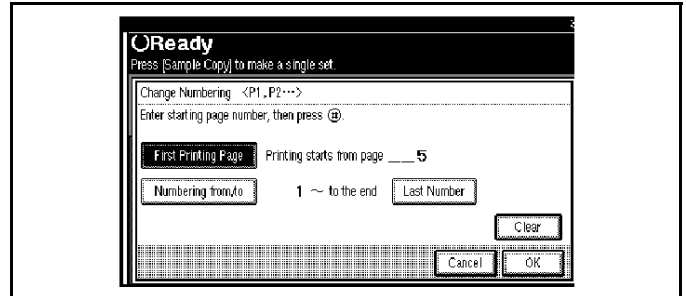 Ready
Press [Sample Copy] to make a single set.
Change Numbering <P1,P2···>
Enter starting page number, then press ⌗.
First Printing Page Printing starts from page __ 5
Numbering from/to 1 ~ to the end Last Number
Clear
Cancel OK